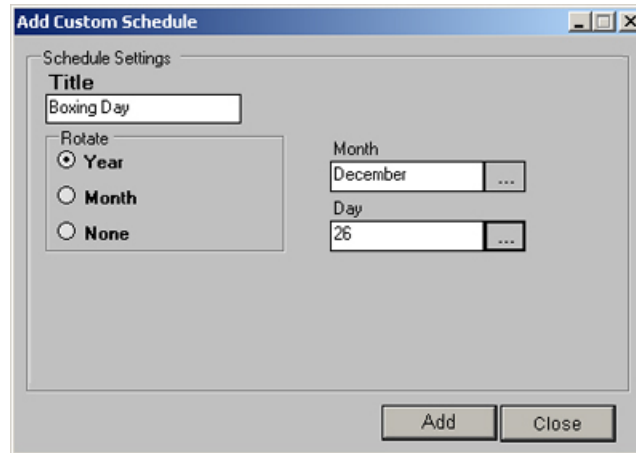 Add Custom Schedule
Schedule Settings
Title
Boxing Day
Rotate
Year
Month
None
Month
December
...
Day
26
...
Add
Close